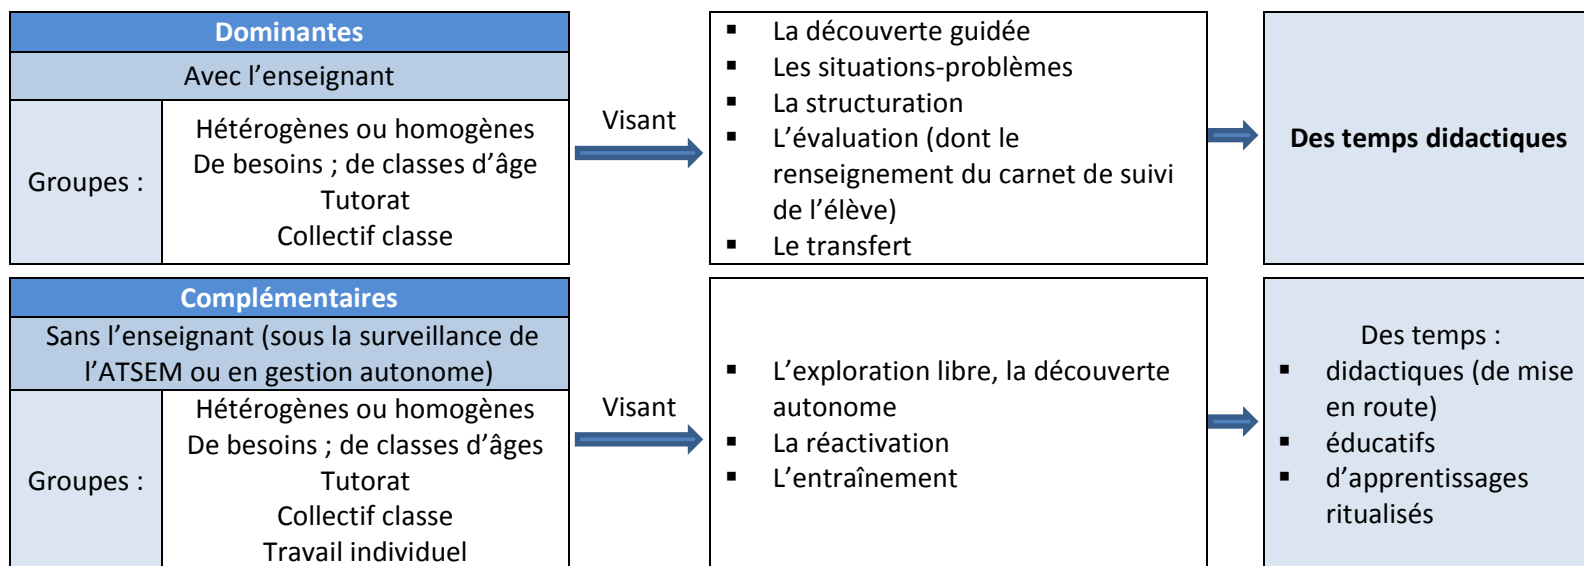 Dominantes
Avec l’enseignant
Groupes :
Hétérogènes ou homogènes
De besoins ; de classes d’âge
Tutorat
Collectif classe
Visant
▪ La découverte guidée
▪ Les situations-problèmes
▪ La structuration
▪ L’évaluation (dont le
renseignement du carnet de suivi
de l’élève)
▪ Le transfert
Des temps didactiques
Complémentaires
Sans l’enseignant (sous la surveillance de
l’ATSEM ou en gestion autonome)
Groupes :
Hétérogènes ou homogènes
De besoins ; de classes d’âges
Tutorat
Collectif classe
Travail individuel
Visant
▪ L’exploration libre, la découverte
autonome
▪ La réactivation
▪ L’entraînement
Des temps :
▪ didactiques (de mise
en route)
▪ éducatifs
▪ d’apprentissages
ritualisés